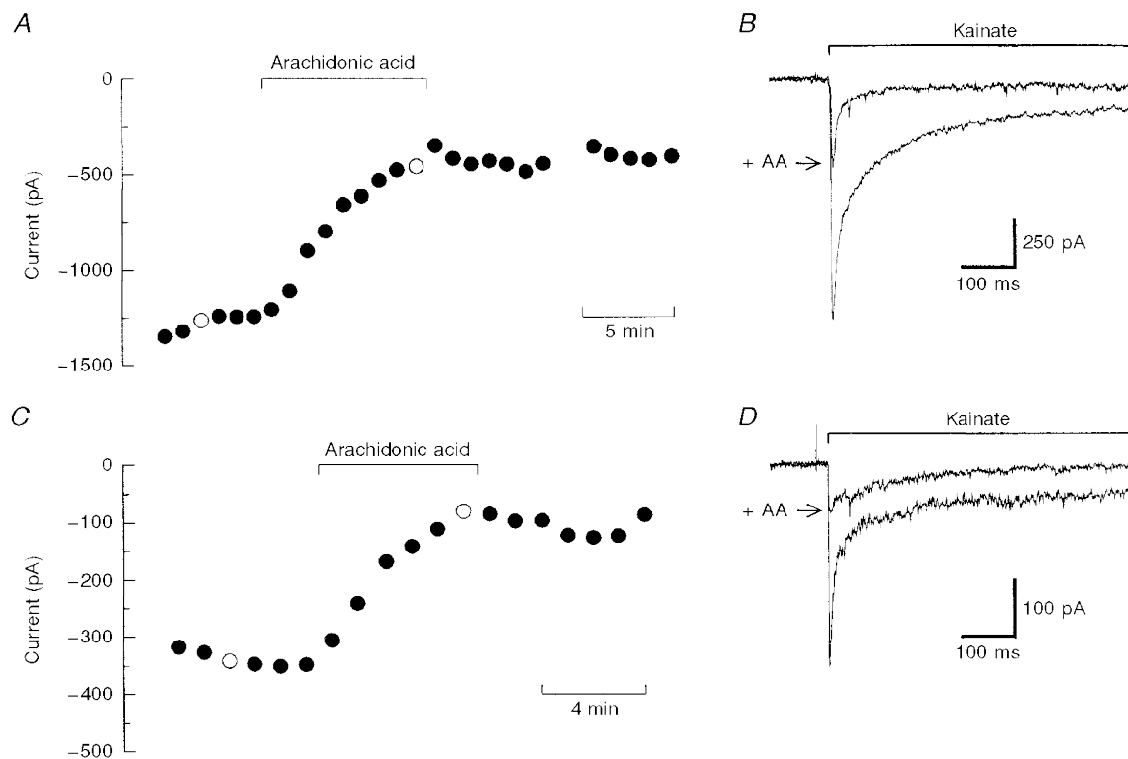 A
Arachidonic acid
0
−500
−1000
−1500
Current (pA)
5 min
B
Kainate
+ AA
250 pA
100 ms
C
Arachidonic acid
0
−100
−200
−300
−400
−500
Current (pA)
4 min
D
Kainate
+ AA
100 pA
100 ms